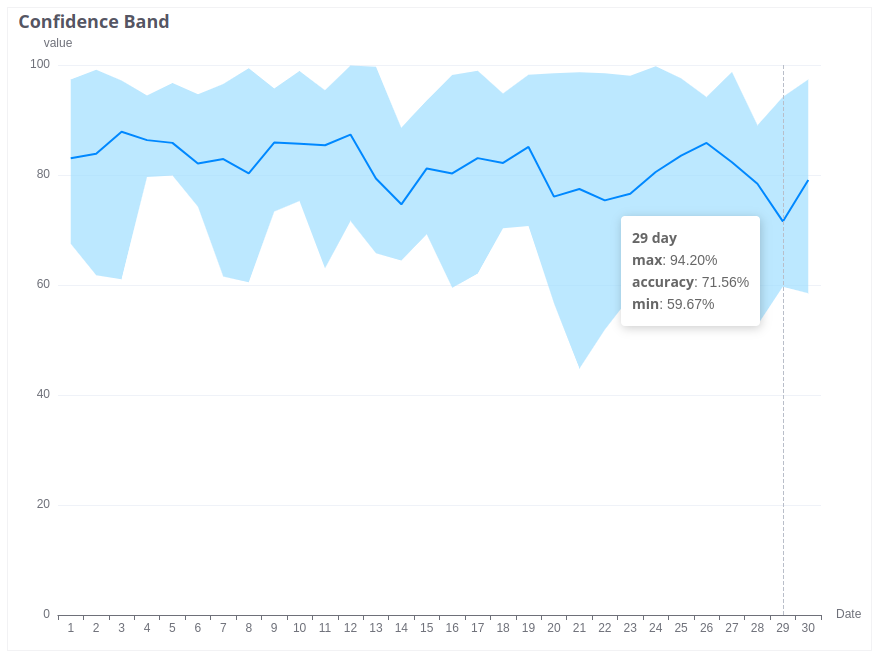 Confidence Band
value
100
80
60
40
20
0
29 day
max: 94.20%
accuracy: 71.56%
min: 59.67%
1 2 3 4 5 6 7 8 9 10 11 12 13 14 15 16 17 18 19 20 21 22 23 24 25 26 27 28 29 30
Date